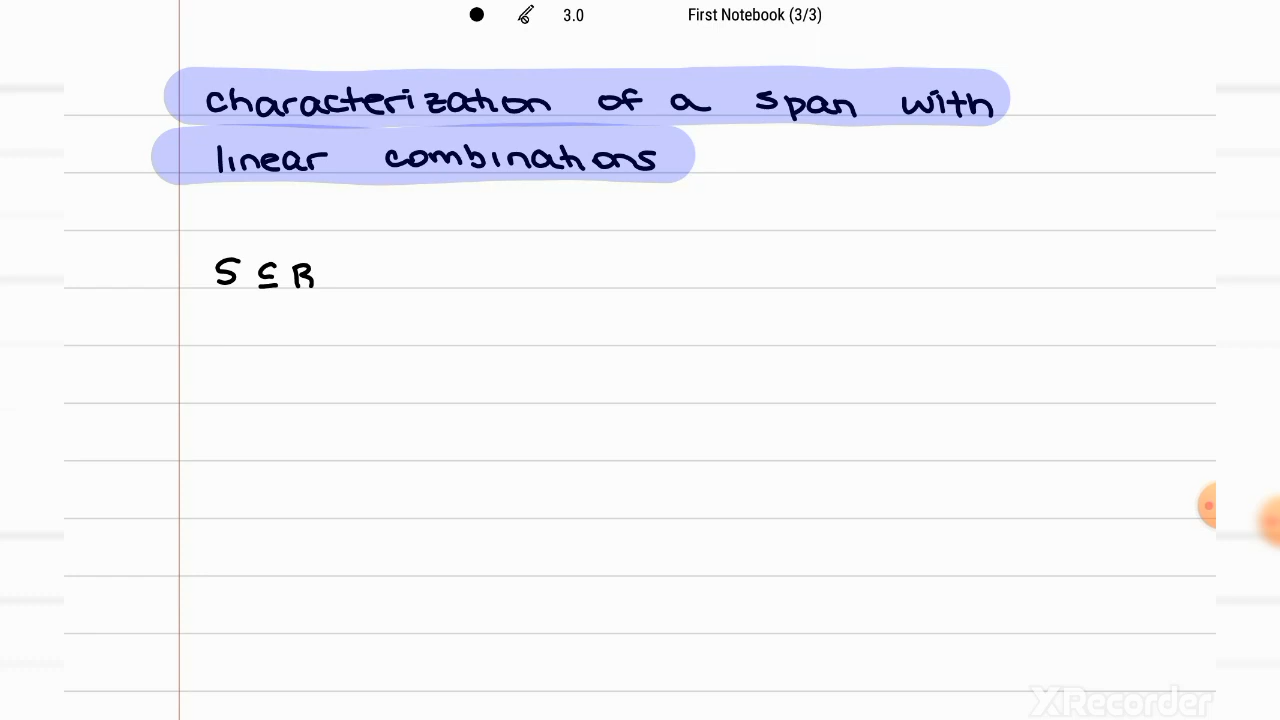 3.0 First Notebook (3/3)
characterization of a span with
linear combinations
S ⊆ R
XRecorder